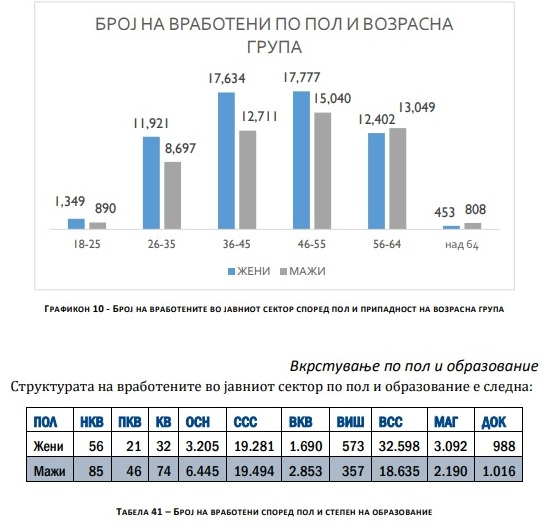 БРОЈ НА ВРАБОТЕНИ ПО ПОЛ И ВОЗРАСНА
ГРУПА
17,634
17,777
11,921
12,711
15,040
12,402
13,049
8,697
1,349
890
453
808
18-25
26-35
36-45
46-55
56-64
над 64
ЖЕНИ
МАЖИ
ГРАФИКОН 10 - БРОЈ НА ВРАБОТЕНИТЕ ВО ЈАВНИОТ СЕКТОР СПОРЕД ПОЛ И ПРИПАДНОСТ НА ВОЗРАСНА ГРУПА
Вкрстување по пол и образование
Структурата на вработените во јавниот сектор по пол и образование е следна:
ПОЛ НКВ ПКВ КВ ОСН ССС ВКВ ВИШ ВСС МАГ ДОК
Жени 56 21 32 3.205 19.281 1.690 573 32.598 3.092 988
Мажи 85 46 74 6.445 19.494 2.853 357 18.635 2.190 1.016
ТАБЕЛА 41 – БРОЈ НА ВРАБОТЕНИ СПОРЕД ПОЛ И СТЕПЕН НА ОБРАЗОВАНИЕ